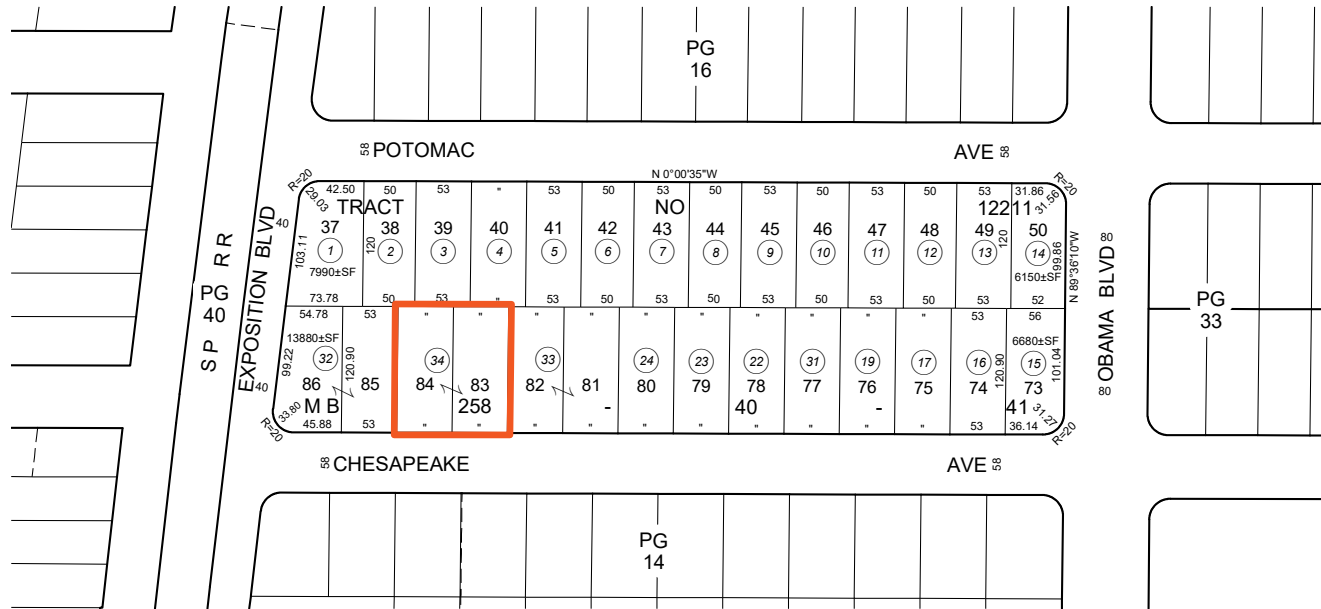 PG
16
58 POTOMAC AVE 58
N 0°00'35"W
R=20 R=20
42.50 50 53 " 53 50 53 50 53 50 53 50 53 31.86
29.03 31.56
TRACT NO 12211
40 37 38 39 40 41 42 43 44 45 46 47 48 49 50 80
103.11 1 120 2 3 4 5 6 7 8 9 10 11 12 13 120 14 99.86
7990±SF 6150±SF
N 89°36'10"W
73.78 50 53 " 53 50 53 50 53 50 53 50 53 52
SP RR
PG
40
EXPOSITION BLVD
OBAMA BLVD
PG
33
54.78 53 " " " " " " " " " " 53 56
13880±SF 6680±SF
99.22 32 120.90 34 33 24 23 22 31 19 17 16 120.90 15 101.04
40 86 85 84 83 82 81 80 79 78 77 76 75 74 73 80
M B 258 - 40 - 41
33.80 31.27
R=20 R=20
45.88 53 " " " " " " " " " " 53 36.14
58 CHESAPEAKE AVE 58
PG
14